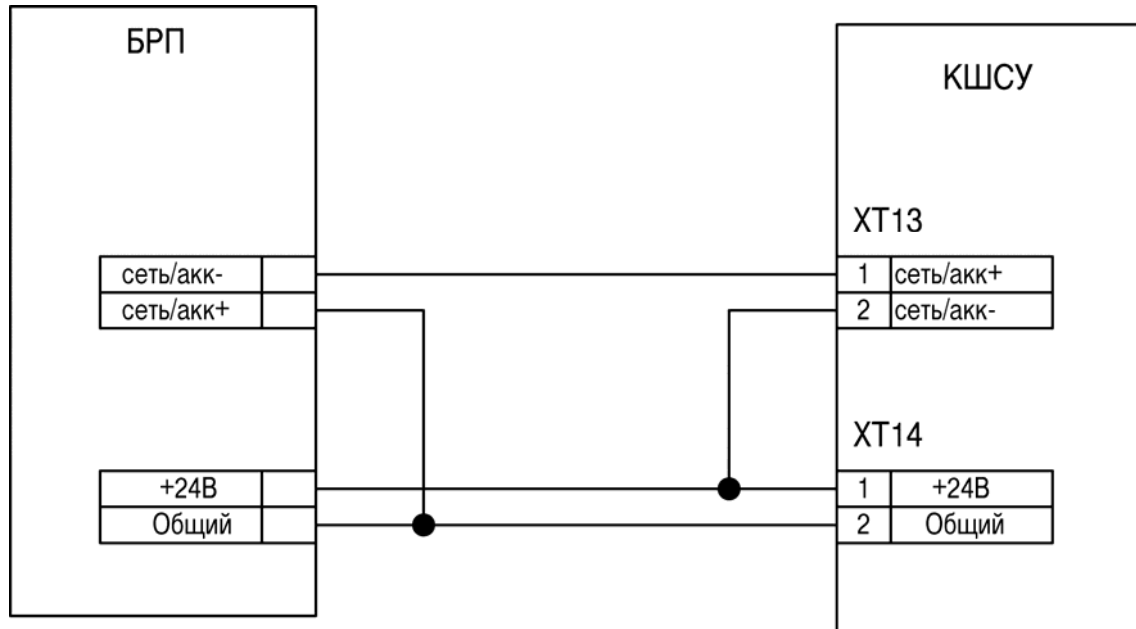 БРП
КШСУ
XT13
сеть/акк-
сеть/акк+
1 сеть/акк+
2 сеть/акк-
XT14
+24В
Общий
1 +24В
2 Общий